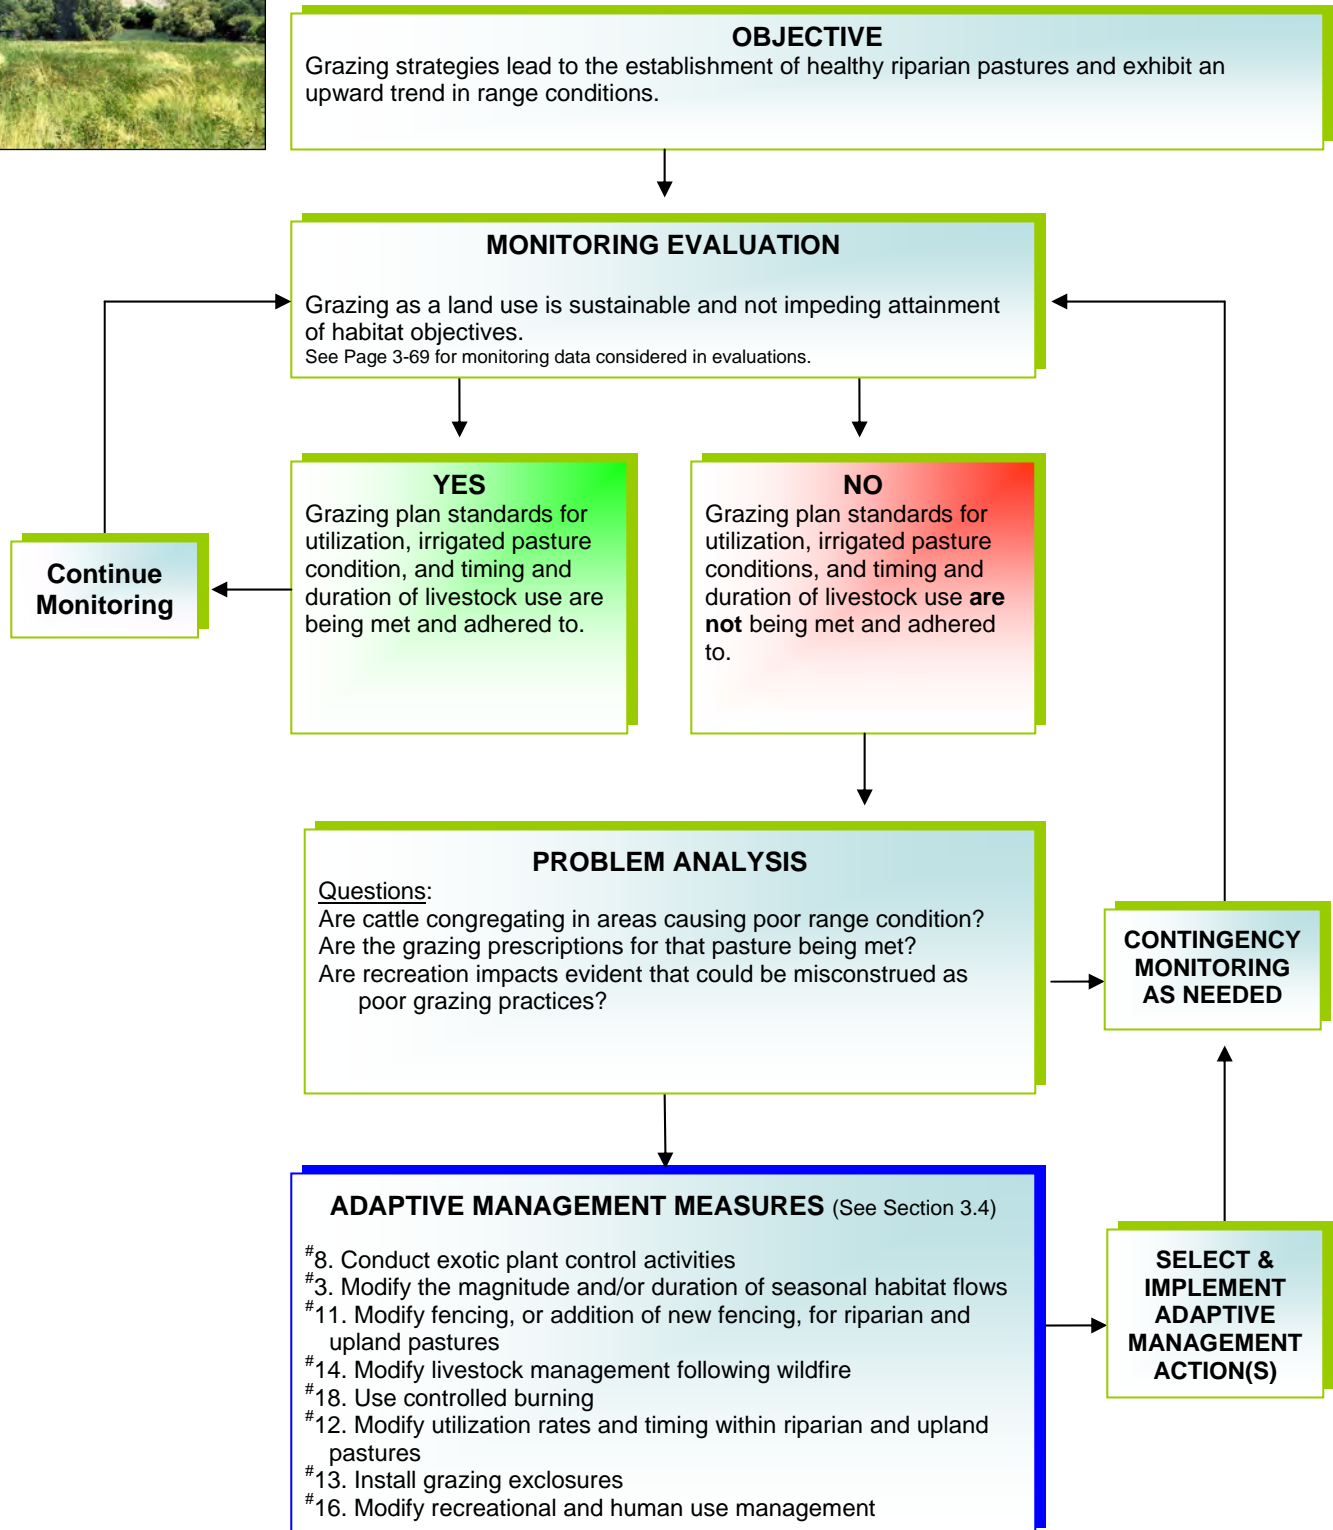 OBJECTIVE
Grazing strategies lead to the establishment of healthy riparian pastures and exhibit an
upward trend in range conditions.
MONITORING EVALUATION
Grazing as a land use is sustainable and not impeding attainment
of habitat objectives.
See Page 3-69 for monitoring data considered in evaluations.
YES
Grazing plan standards for
utilization, irrigated pasture
condition, and timing and
duration of livestock use are
being met and adhered to.
NO
Grazing plan standards for
utilization, irrigated pasture
conditions, and timing and
duration of livestock use are
not being met and adhered
to.
Continue
Monitoring
PROBLEM ANALYSIS
Questions:
Are cattle congregating in areas causing poor range condition?
Are the grazing prescriptions for that pasture being met?
Are recreation impacts evident that could be misconstrued as
poor grazing practices?
CONTINGENCY
MONITORING
AS NEEDED
ADAPTIVE MANAGEMENT MEASURES (See Section 3.4)
#8. Conduct exotic plant control activities
#3. Modify the magnitude and/or duration of seasonal habitat flows
#11. Modify fencing, or addition of new fencing, for riparian and
upland pastures
#14. Modify livestock management following wildfire
#18. Use controlled burning
#12. Modify utilization rates and timing within riparian and upland
pastures
#13. Install grazing exclosures
#16. Modify recreational and human use management
SELECT &
IMPLEMENT
ADAPTIVE
MANAGEMENT
ACTION(S)